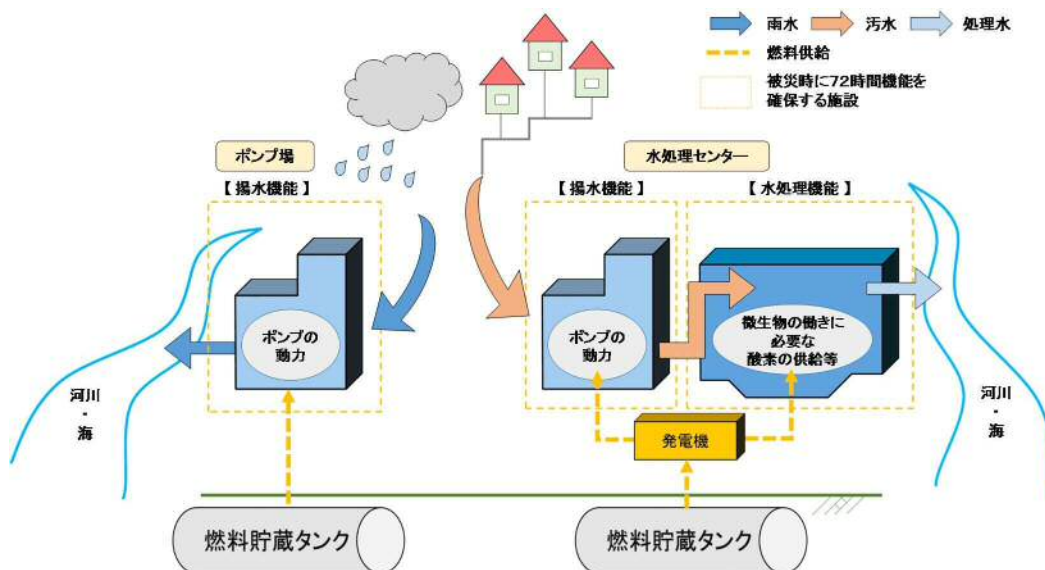 雨水
汚水
処理水
燃料供給
被災時に72時間機能を
確保する施設
ポンプ場
【 揚水機能 】
水処理センター
【 揚水機能 】
【 水処理機能 】
ポンプの
動力
ポンプの
動力
微生物の働きに
必要な
酸素の供給等
河川
・
海
発電機
河川
・
海
燃料貯蔵タンク
燃料貯蔵タンク